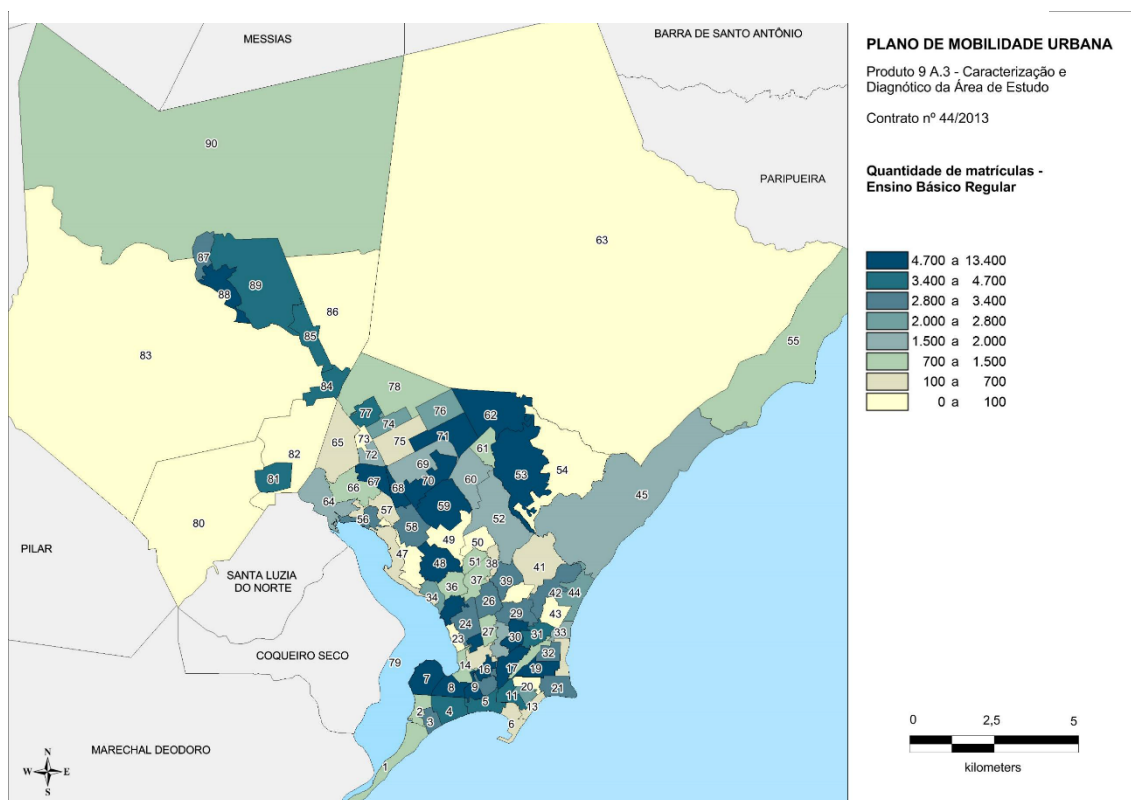 MESSIAS
BARRA DE SANTO ANTÔNIO
PARIPUEIRA
PILAR
SANTA LUZIA
DO NORTE
COQUEIRO SECO
MARECHAL DEODORO
90
63
87
89
88
86
85
83
55
84
78
77
76
62
74
71
73
75
65
72
61
82
69
53
54
81
67
68
70
60
45
66
64
59
57
56
52
80
58
49
50
47
48
51
38
41
37
39
36
34
26
42
44
43
29
24
27
33
23
30
31
32
14
16
17
19
79
7
8
9
20
21
11
5
13
2
4
3
6
1
N
W
E
S
PLANO DE MOBILIDADE URBANA
Produto 9 A.3 - Caracterização e
Diagnótico da Área de Estudo
Contrato nº 44/2013
Quantidade de matrículas -
Ensino Básico Regular
4.700 a 13.400
3.400 a 4.700
2.800 a 3.400
2.000 a 2.800
1.500 a 2.000
700 a 1.500
100 a 700
0 a 100
0 2,5 5
kilometers